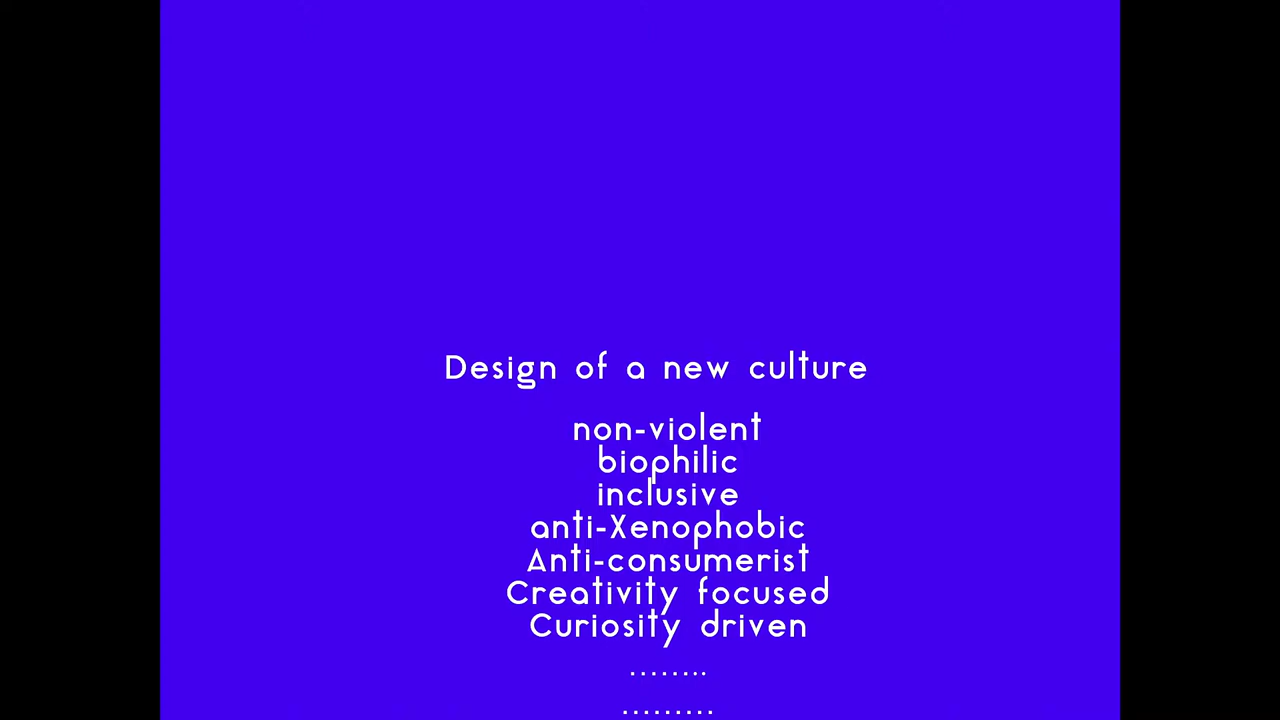 Design of a new culture
non-violent
biophilic
inclusive
anti-Xenophobic
Anti-consumerist
Creativity focused
Curiosity driven
........
.........